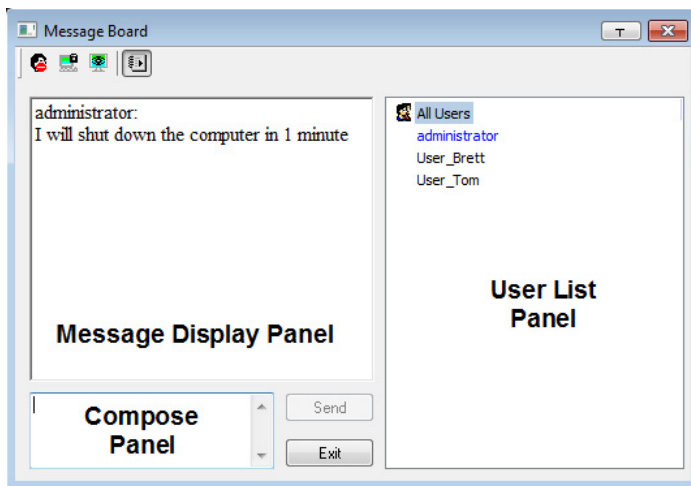 Message Board
T
administrator:
I will shut down the computer in 1 minute
Message Display Panel
Compose
Panel
Send
Exit
All Users
administrator
User_Brett
User_Tom
User List
Panel